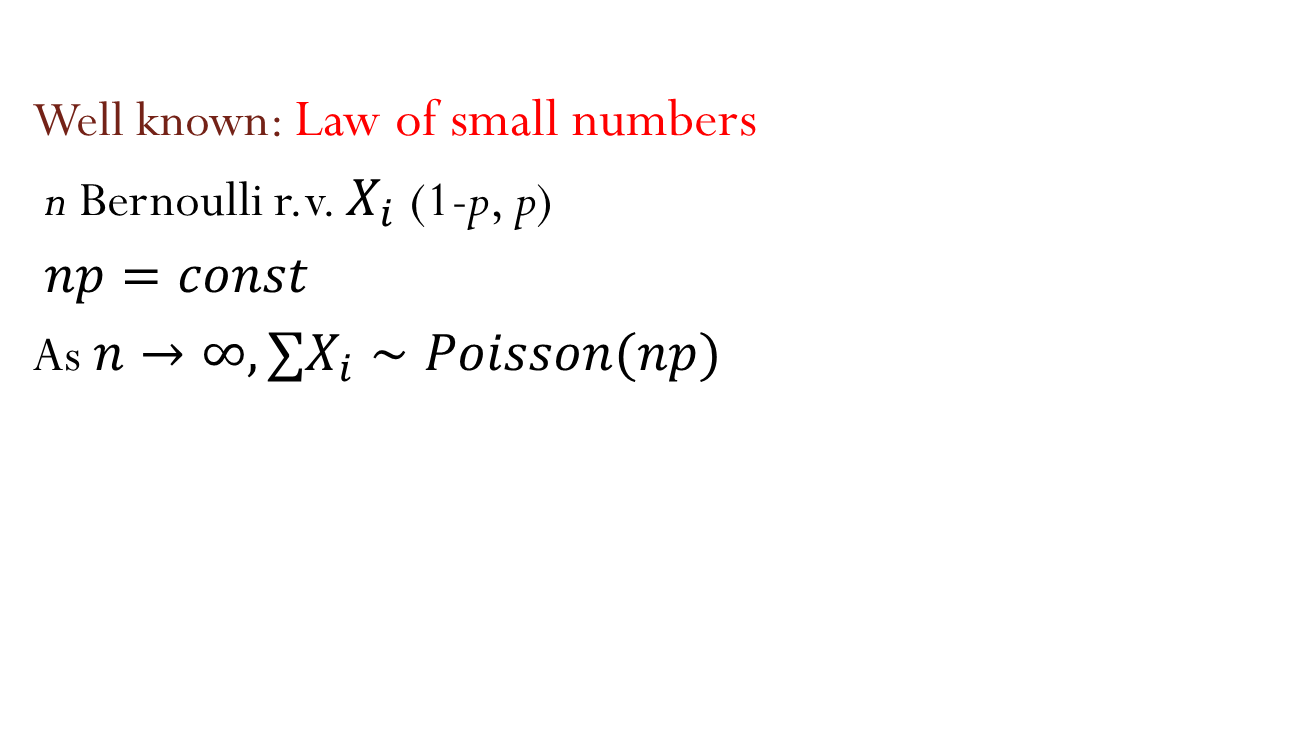 Well known: Law of small numbers
n Bernoulli r.v. Xᵢ (1-p, p)
np = const
As n → ∞, ∑Xᵢ ~ Poisson(np)